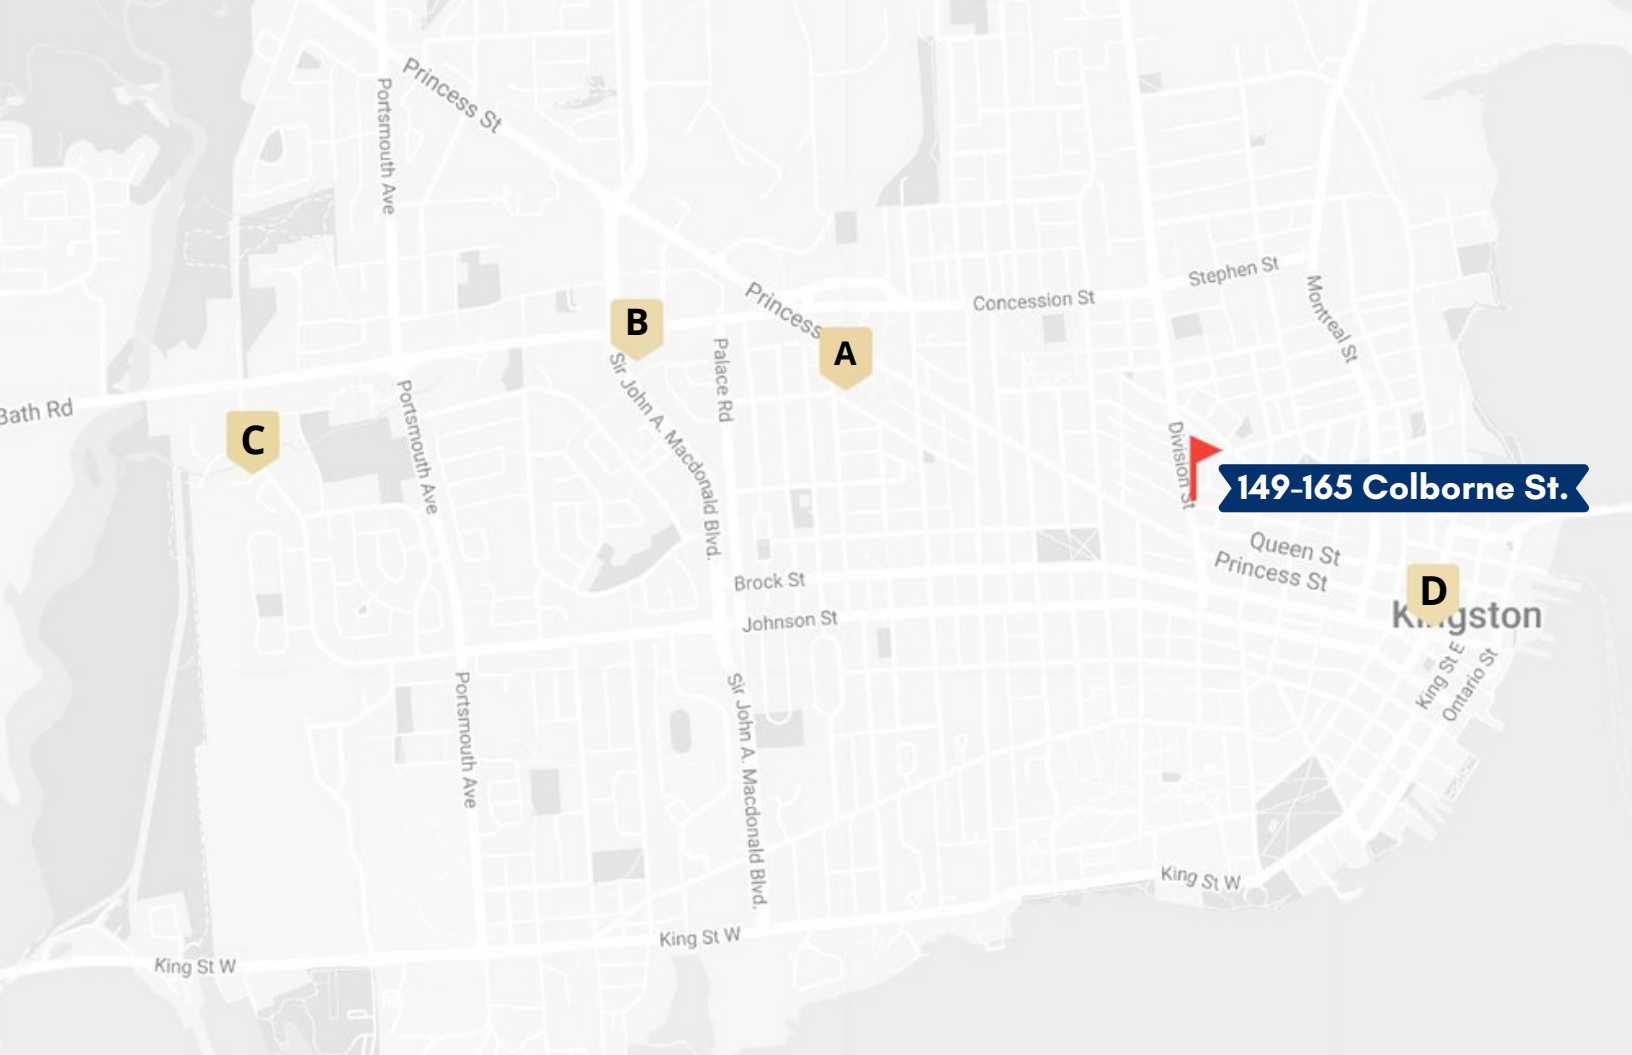 Princess St
Portsmouth Ave
Stephen St
Montreal St
Concession St
Princess
B
A
Sir John A. Macdonald Blvd.
Palace Rd
Bath Rd
Portsmouth Ave
C
Division St
149-165 Colborne St.
Queen St
Princess St
Brock St
D
Johnson St
Kingston
King St E
Ontario St
Portsmouth Ave
Sir John A. Macdonald Blvd.
King St W
King St W
King St W